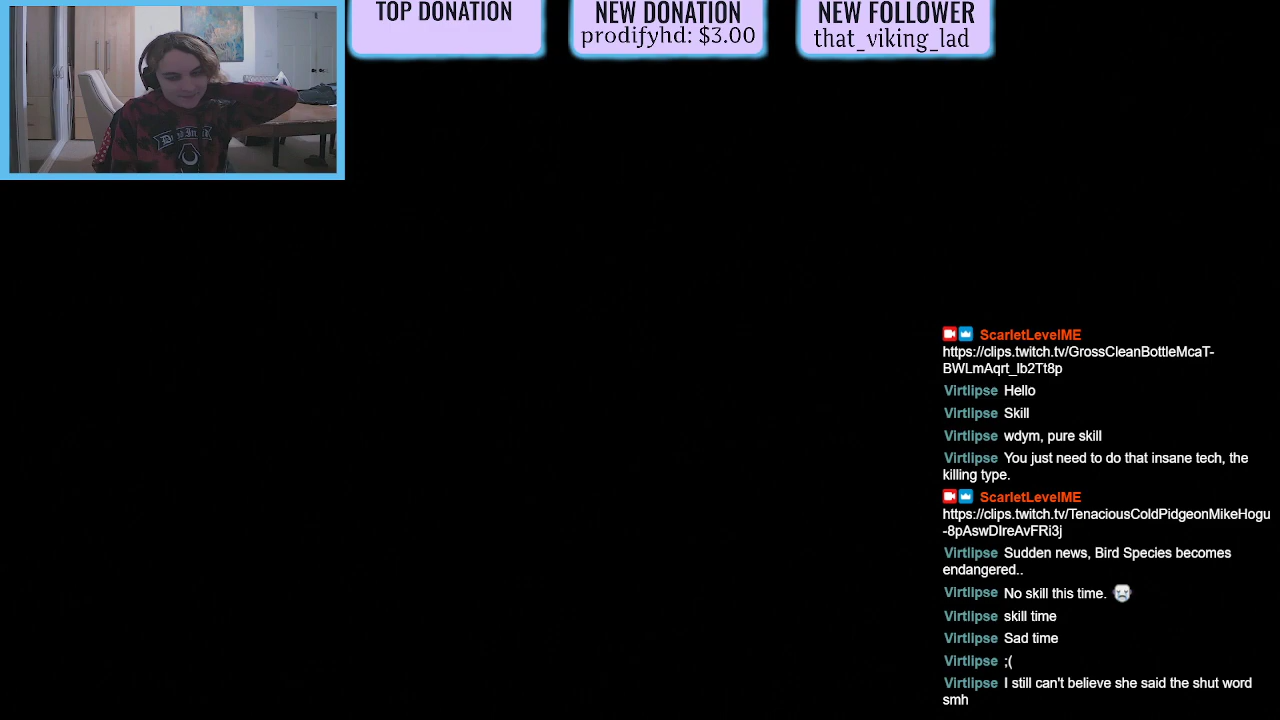 TOP DONATION
NEW DONATION
prodifyhd: $3.00
NEW FOLLOWER
that_viking_lad
ScarletLevelME
https://clips.twitch.tv/GrossCleanBottleMcaT-
BWLmAqrt_lb2Tt8p
Virtlipse Hello
Virtlipse Skill
Virtlipse wdym, pure skill
Virtlipse You just need to do that insane tech, the
killing type.
ScarletLevelME
https://clips.twitch.tv/TenaciousColdPidgeonMikeHogu
-8pAswDIreAvFRi3j
Virtlipse Sudden news, Bird Species becomes
endangered..
Virtlipse No skill this time.
Virtlipse skill time
Virtlipse Sad time
Virtlipse ;(
Virtlipse I still can't believe she said the shut word
smh